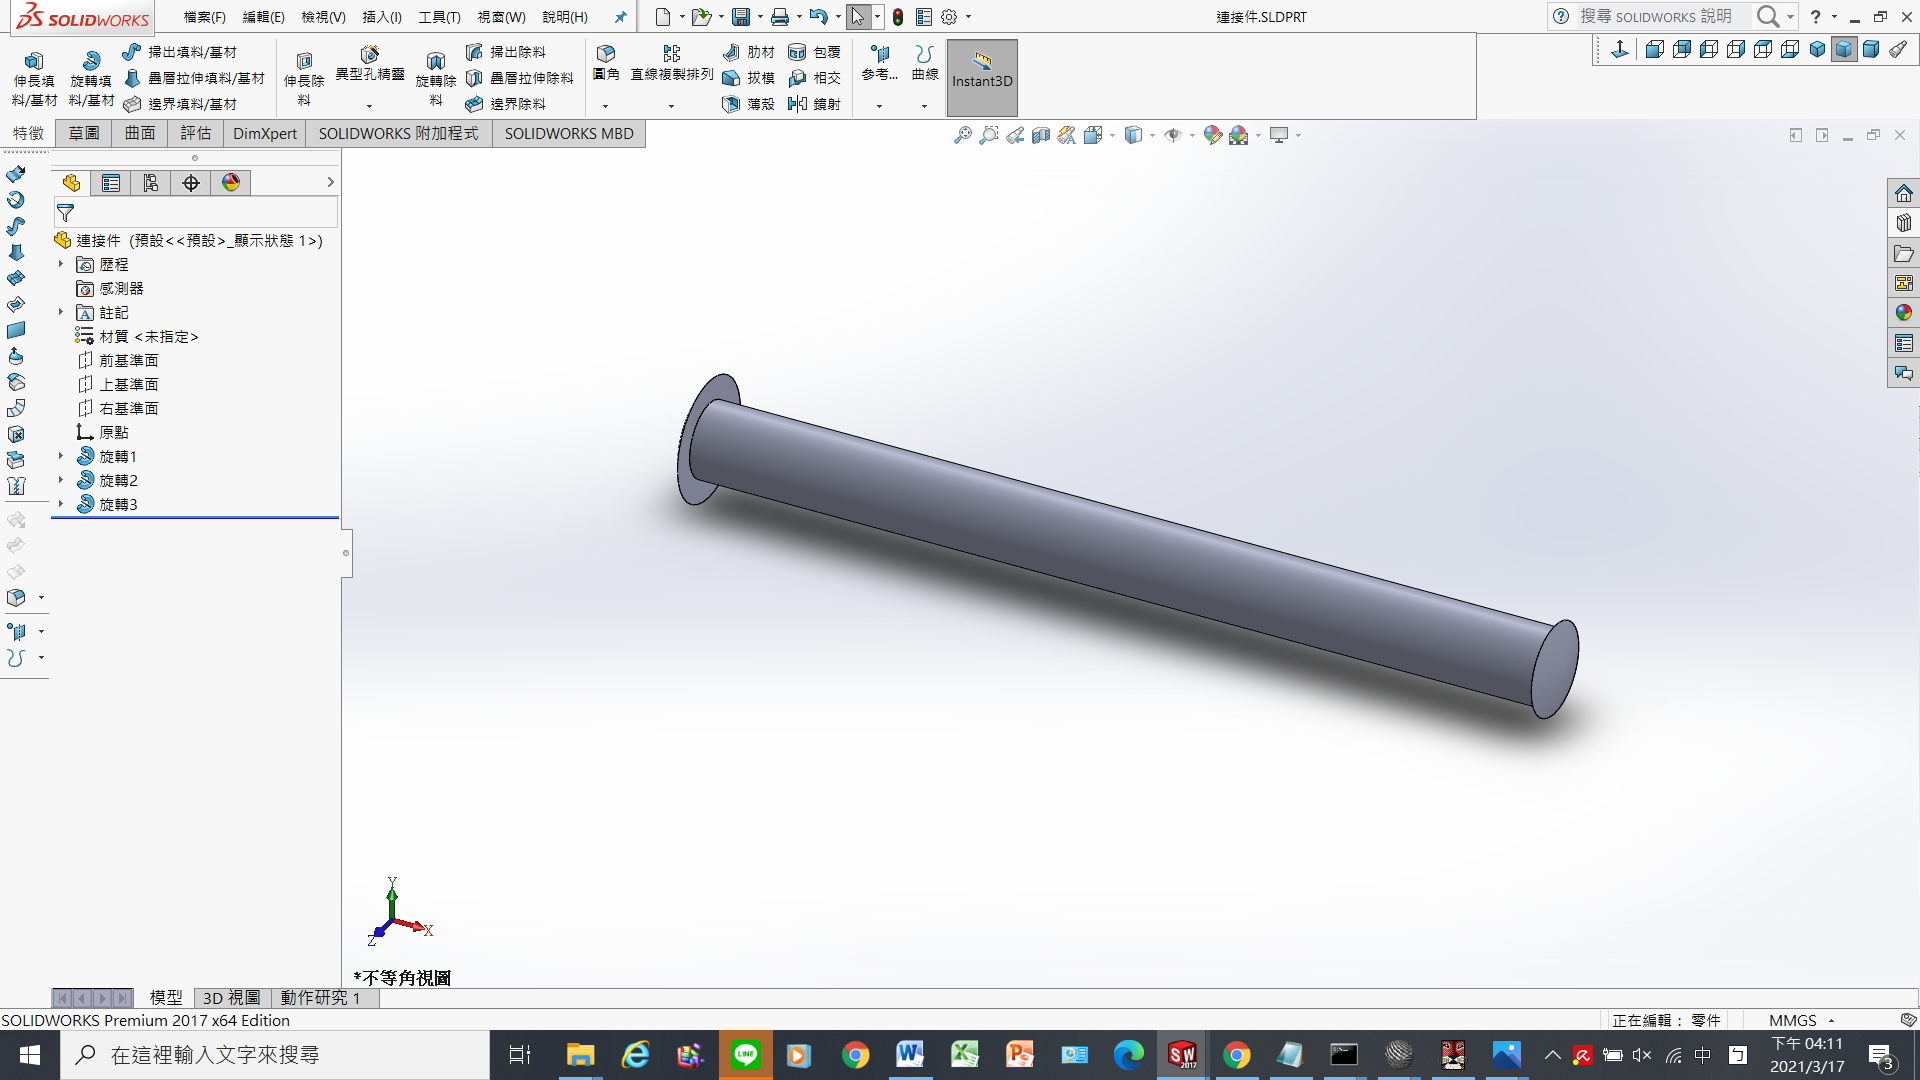 SOLIDWORKS 檔案(F) 編輯(E) 檢視(V) 插入(I) 工具(T) 視窗(W) 說明(H) 連接件.SLDPRT 搜尋 SOLIDWORKS 說明
伸長填料/基材
旋轉填料/基材
掃出填料/基材
疊層拉伸填料/基材
邊界填料/基材
伸長除料
異型孔精靈
旋轉除料
掃出除料
疊層拉伸除料
邊界除料
圓角
直線複製排列
肋材
拔模
薄殼
包覆
相交
鏡射
參考...
曲線
Instant3D
特徵 草圖 曲面 評估 DimXpert SOLIDWORKS 附加程式 SOLIDWORKS MBD
連接件 (預設<<預設>_顯示狀態 1>)
歷程
感測器
註記
材質 <未指定>
前基準面
上基準面
右基準面
原點
旋轉1
旋轉2
旋轉3
Y
X
Z
*不等角視圖
模型 3D 視圖 動作研究 1
SOLIDWORKS Premium 2017 x64 Edition 正在編輯： 零件 MMGS
在這裡輸入文字來搜尋
LINE
SW 2017
中
下午 04:11
2021/3/17
3